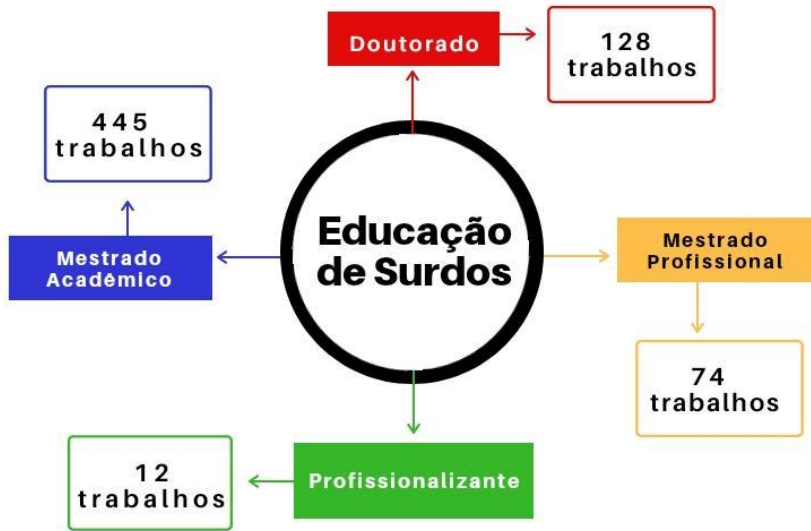 Doutorado
128
trabalhos
445
trabalhos
Educação
de Surdos
Mestrado
Acadêmico
Mestrado
Profissional
74
trabalhos
12
trabalhos
Profissionalizante